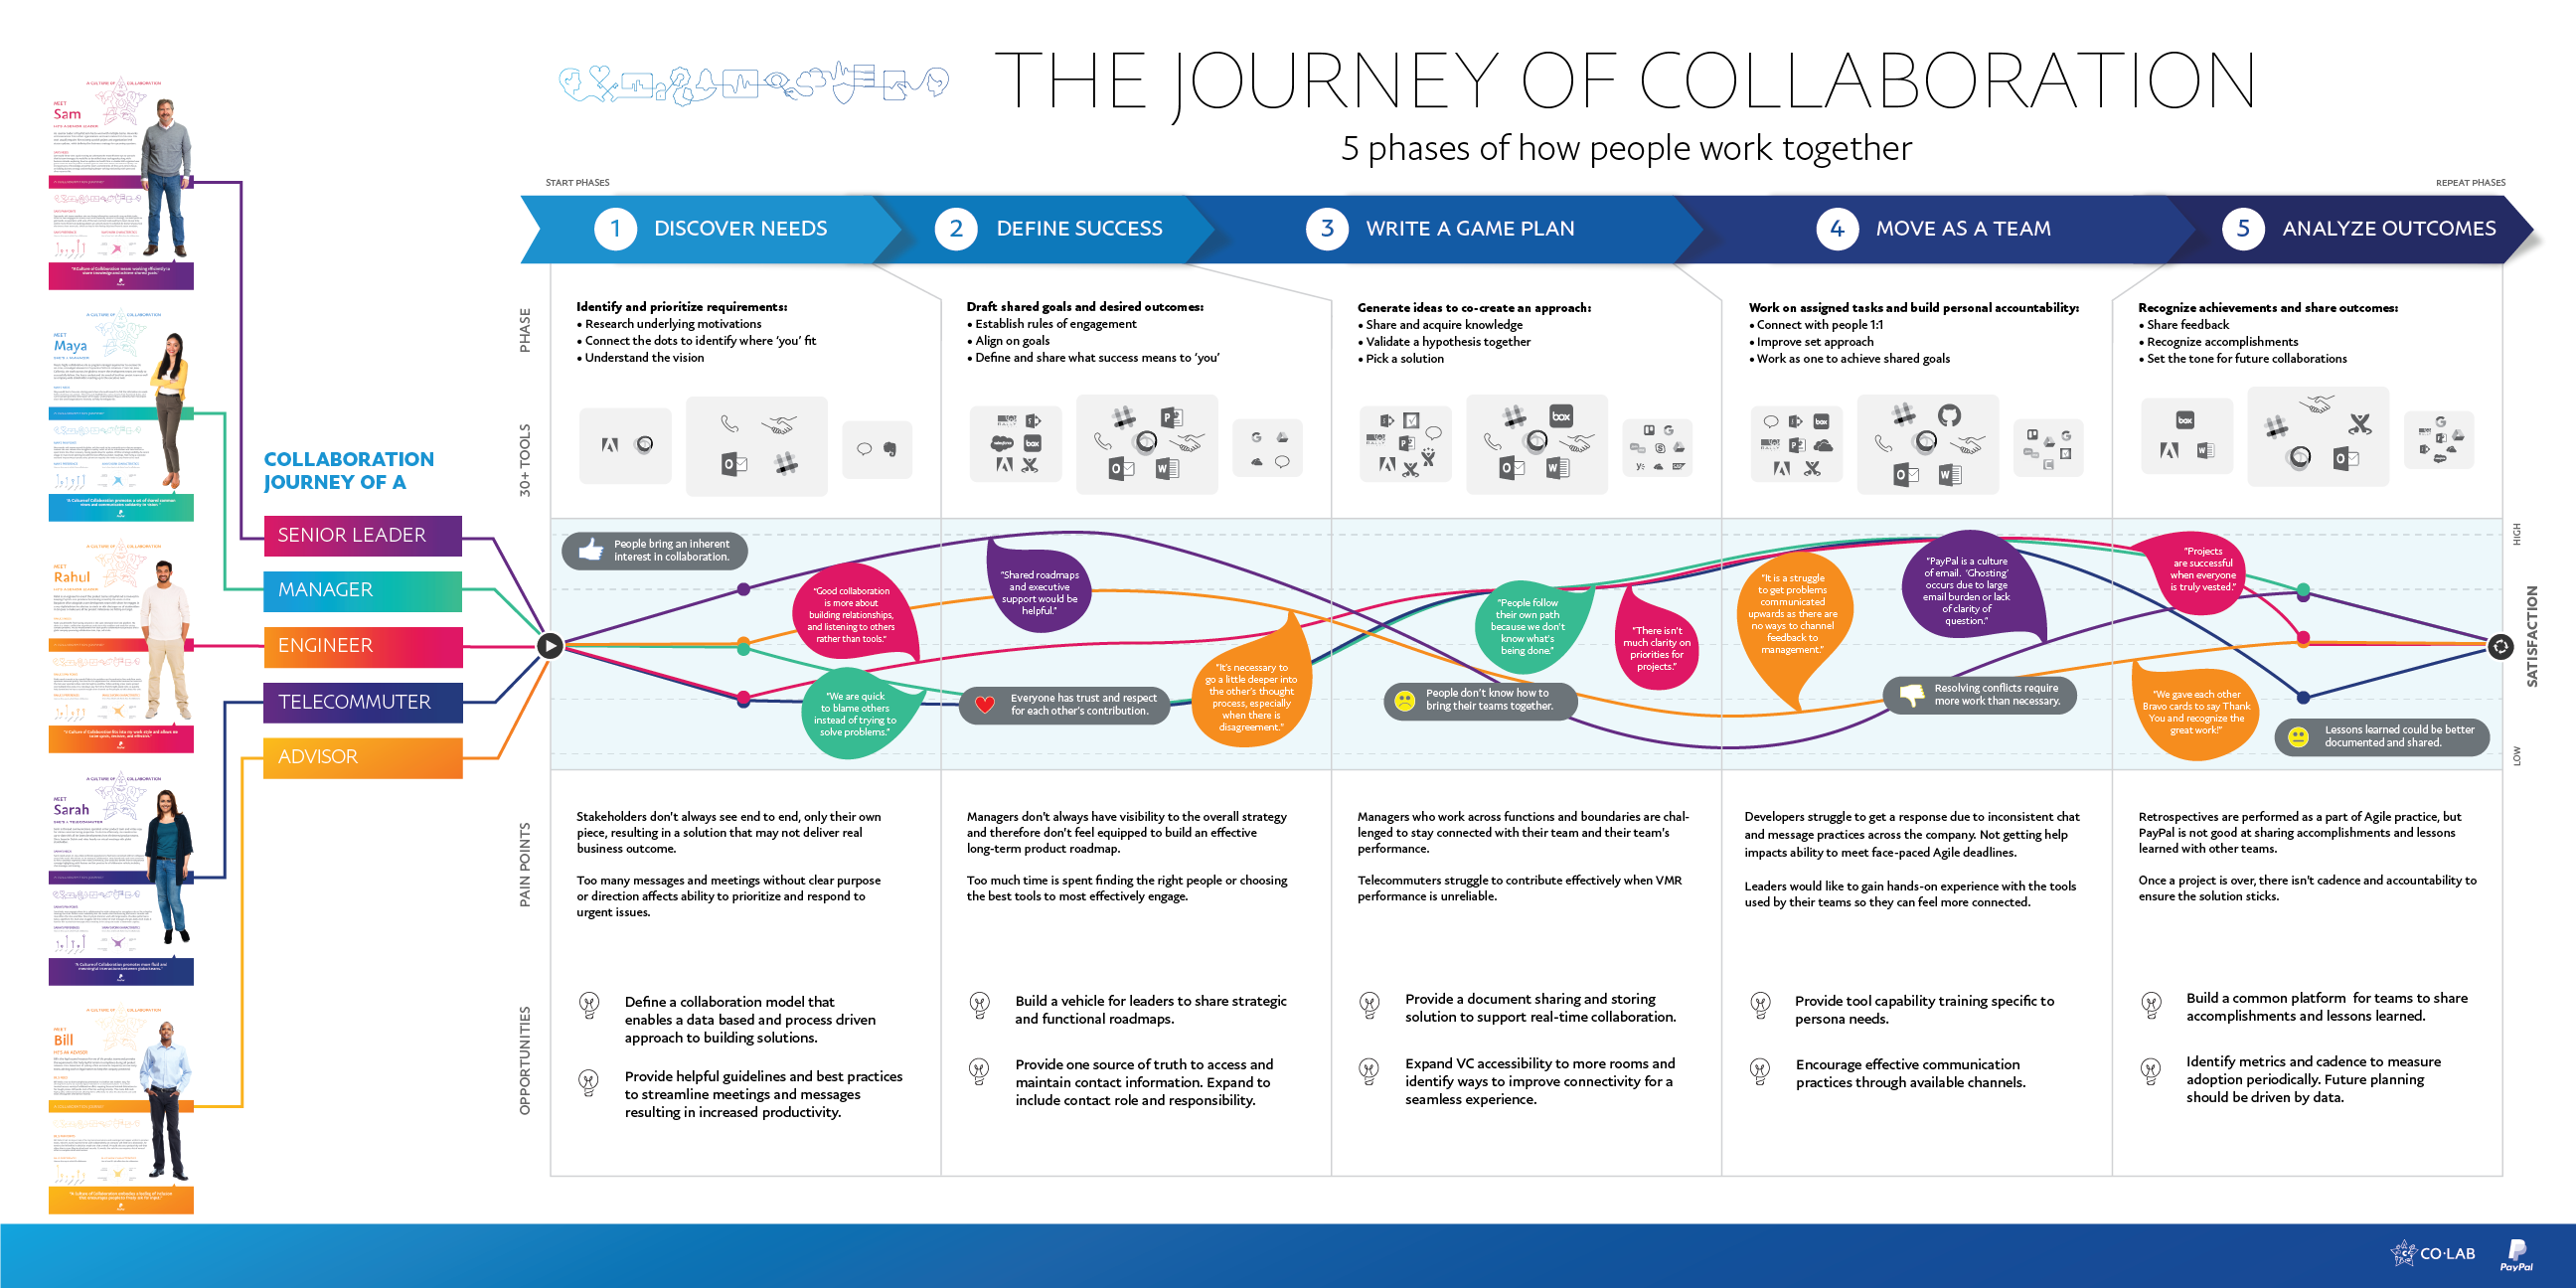 THE JOURNEY OF COLLABORATION
5 phases of how people work together
START PHASES
REPEAT PHASES
1 DISCOVER NEEDS
2 DEFINE SUCCESS
3 WRITE A GAME PLAN
4 MOVE AS A TEAM
5 ANALYZE OUTCOMES
A CULTURE OF COLLABORATION
MEET
Sam
A CULTURE OF COLLABORATION
MEET
Maya
A CULTURE OF COLLABORATION
MEET
Rahul
A CULTURE OF COLLABORATION
MEET
Sarah
A CULTURE OF COLLABORATION
MEET
Bill
COLLABORATION
JOURNEY OF A
SENIOR LEADER
MANAGER
ENGINEER
TELECOMMUTER
ADVISOR
PHASE
Identify and prioritize requirements:
• Research underlying motivations
• Connect the dots to identify where ‘you’ fit
• Understand the vision
Draft shared goals and desired outcomes:
• Establish rules of engagement
• Align on goals
• Define and share what success means to ‘you’
Generate ideas to co-create an approach:
• Share and acquire knowledge
• Validate a hypothesis together
• Pick a solution
Work on assigned tasks and build personal accountability:
• Connect with people 1:1
• Improve set approach
• Work as one to achieve shared goals
Recognize achievements and share outcomes:
• Share feedback
• Recognize accomplishments
• Set the tone for future collaborations
30+ TOOLS
box
box
box
box
box
HIGH
SATISFACTION
LOW
People bring an inherent
interest in collaboration.
“Good collaboration
is more about
building relationships,
and listening to others
rather than tools.”
“We are quick
to blame others
instead of trying to
solve problems.”
“Shared roadmaps
and executive
support would be
helpful.”
Everyone has trust and respect
for each other’s contribution.
“It’s necessary to
go a little deeper into
the other’s thought
process, especially
when there is
disagreement.”
“People follow
their own path
because we don’t
know what’s
being done.”
People don’t know how to
bring their teams together.
“There isn’t
much clarity on
priorities for
projects.”
“It is a struggle
to get problems
communicated
upwards as there are
no ways to channel
feedback to
management.”
“PayPal is a culture
of email. ‘Ghosting’
occurs due to large
email burden or lack
of clarity of
question.”
Resolving conflicts require
more work than necessary.
“Projects
are successful
when everyone
is truly vested.”
“We gave each other
Bravo cards to say Thank
You and recognize the
great work!”
Lessons learned could be better
documented and shared.
PAIN POINTS
Stakeholders don’t always see end to end, only their own
piece, resulting in a solution that may not deliver real
business outcome.
Too many messages and meetings without clear purpose
or direction affects ability to prioritize and respond to
urgent issues.
Managers don’t always have visibility to the overall strategy
and therefore don’t feel equipped to build an effective
long-term product roadmap.
Too much time is spent finding the right people or choosing
the best tools to most effectively engage.
Managers who work across functions and boundaries are chal-
lenged to stay connected with their team and their team’s
performance.
Telecommuters struggle to contribute effectively when VMR
performance is unreliable.
Developers struggle to get a response due to inconsistent chat
and message practices across the company. Not getting help
impacts ability to meet face-paced Agile deadlines.
Leaders would like to gain hands-on experience with the tools
used by their teams so they can feel more connected.
Retrospectives are performed as a part of Agile practice, but
PayPal is not good at sharing accomplishments and lessons
learned with other teams.
Once a project is over, there isn’t cadence and accountability to
ensure the solution sticks.
OPPORTUNITIES
Define a collaboration model that
enables a data based and process driven
approach to building solutions.
Provide helpful guidelines and best practices
to streamline meetings and messages
resulting in increased productivity.
Build a vehicle for leaders to share strategic
and functional roadmaps.
Provide one source of truth to access and
maintain contact information. Expand to
include contact role and responsibility.
Provide a document sharing and storing
solution to support real-time collaboration.
Expand VC accessibility to more rooms and
identify ways to improve connectivity for a
seamless experience.
Provide tool capability training specific to
persona needs.
Encourage effective communication
practices through available channels.
Build a common platform for teams to share
accomplishments and lessons learned.
Identify metrics and cadence to measure
adoption periodically. Future planning
should be driven by data.
CO·LAB
PayPal